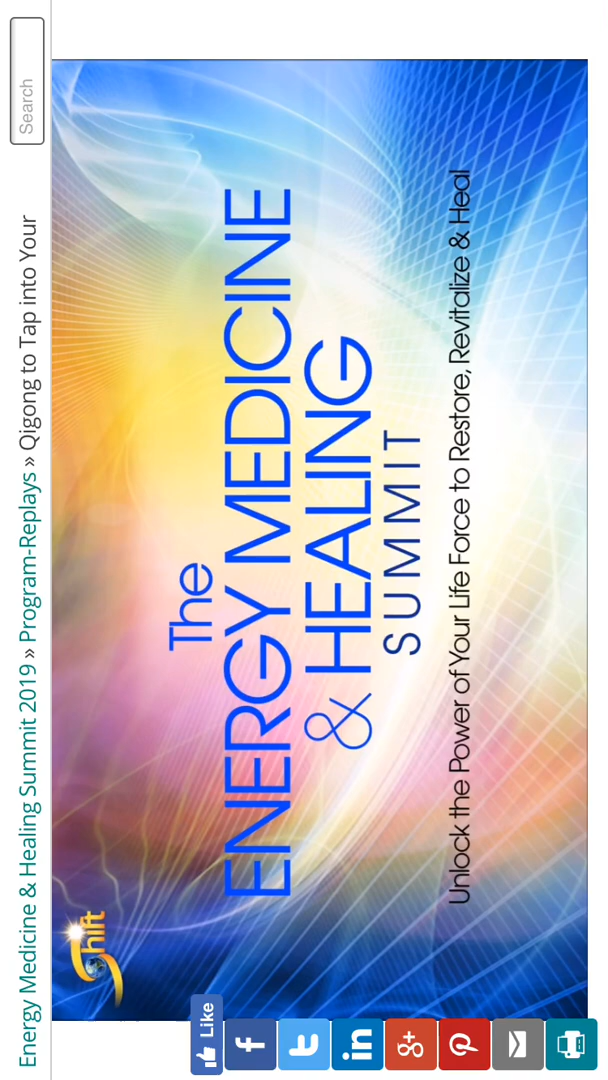 Energy Medicine & Healing Summit 2019 » Program-Replays » Qigong to Tap into Your
Search
Shift
The
ENERGY MEDICINE
& HEALING
SUMMIT
Unlock the Power of Your Life Force to Restore, Revitalize & Heal
Like
f
t
in
g+